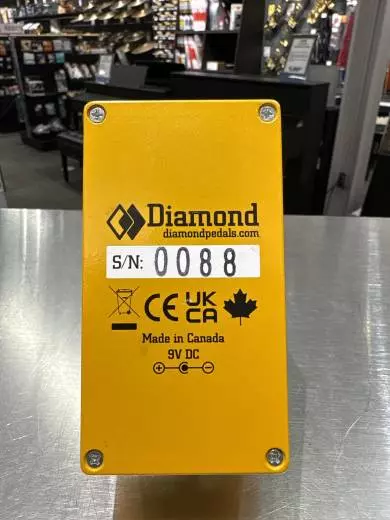 Diamond
diamondpedals.com
S/N: 0088
CE UK CA
Made in Canada
9V DC